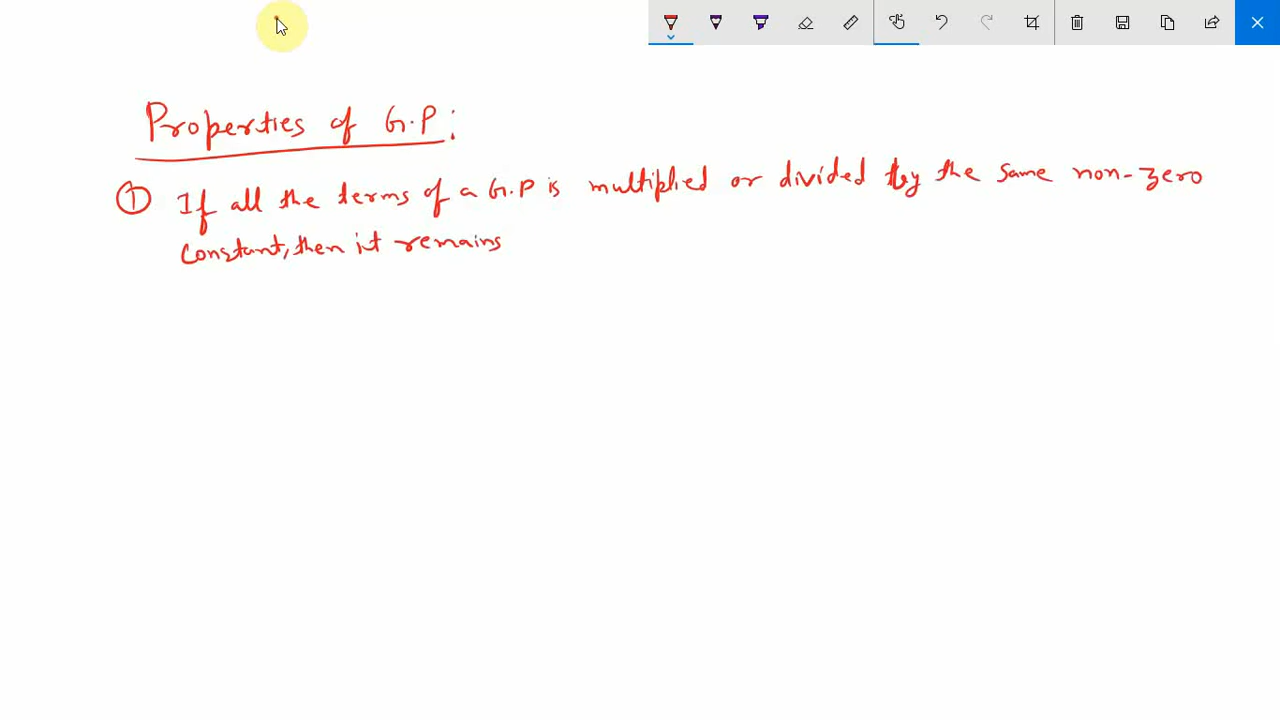 Properties of G.P:
① If all the terms of a G.P is multiplied or divided by the same non-zero
constant, then it remains